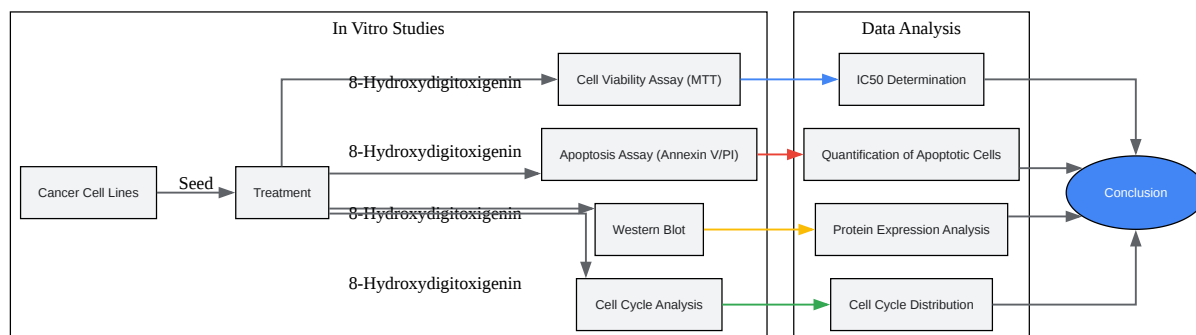 In Vitro Studies
Data Analysis
8-Hydroxydigitoxigenin
Cell Viability Assay (MTT)
IC50 Determination
8-Hydroxydigitoxigenin
Apoptosis Assay (Annexin V/PI)
Quantification of Apoptotic Cells
Cancer Cell Lines
Seed
Treatment
Conclusion
8-Hydroxydigitoxigenin
Western Blot
Protein Expression Analysis
8-Hydroxydigitoxigenin
Cell Cycle Analysis
Cell Cycle Distribution